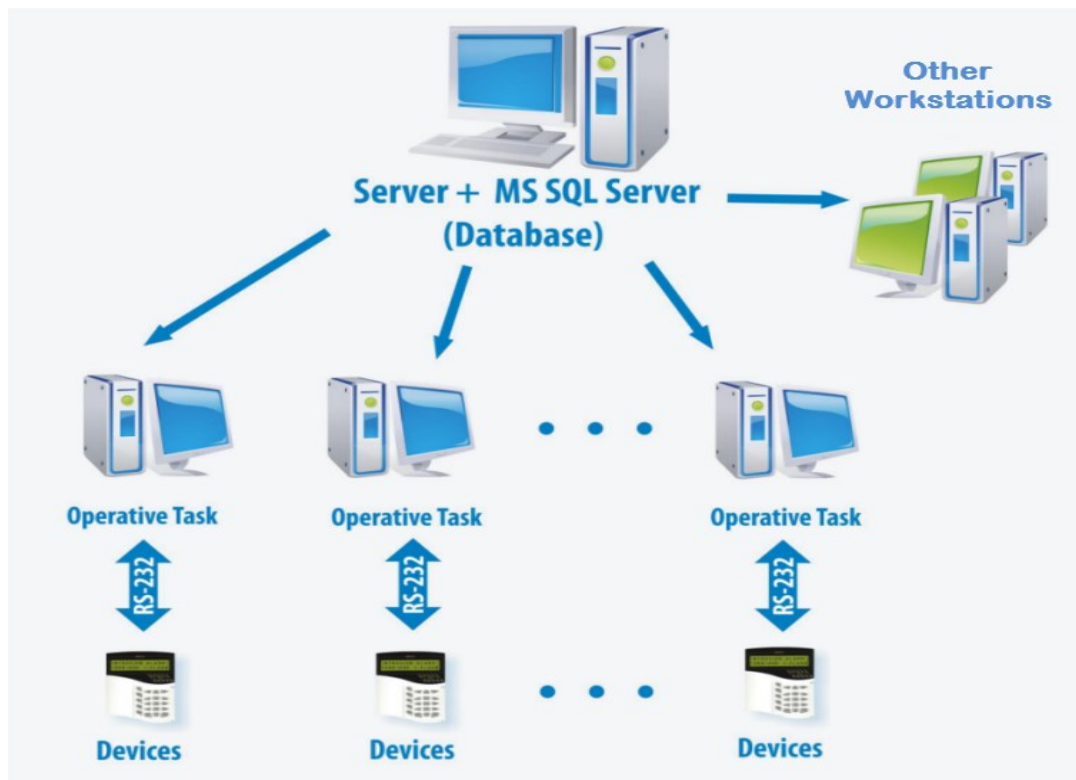 Other
Workstations
Server + MS SQL Server
(Database)
Operative Task
Operative Task
Operative Task
RS-232
RS-232
RS-232
Devices
Devices
Devices